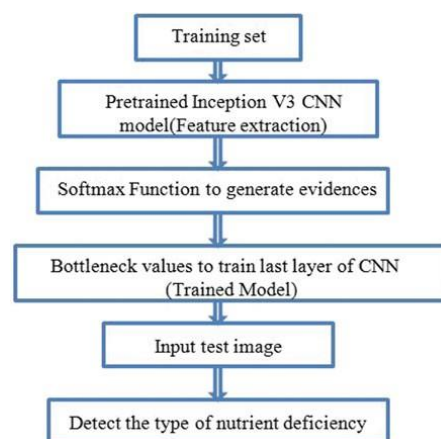 Training set
Pretrained Inception V3 CNN
model(Feature extraction)
Softmax Function to generate evidences
Bottleneck values to train last layer of CNN
(Trained Model)
Input test image
Detect the type of nutrient deficiency